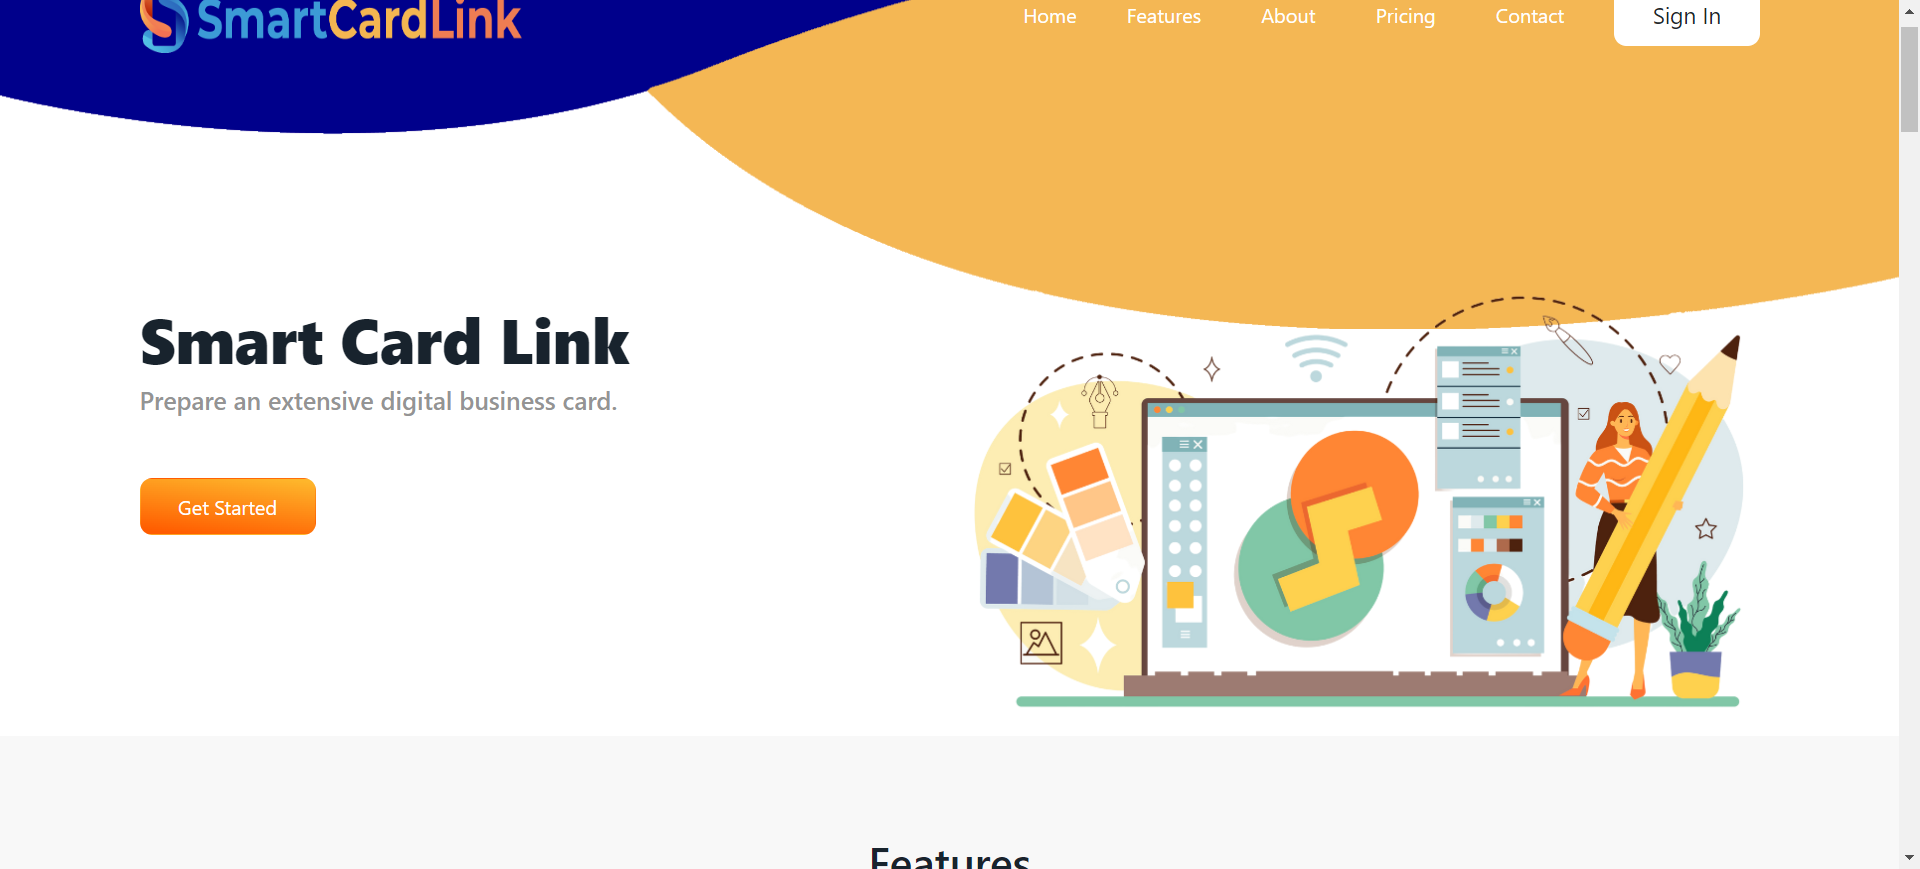 SmartCardLink
Home Features About Pricing Contact Sign In
Smart Card Link
Prepare an extensive digital business card.
Get Started
Features